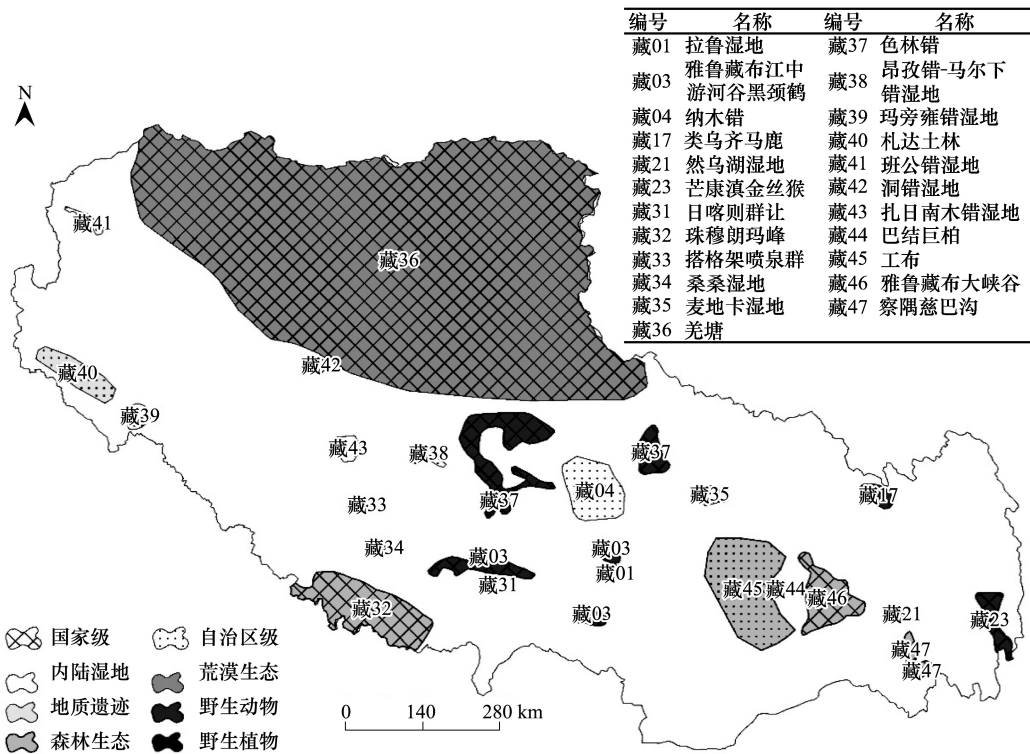 编号 名称 编号 名称
藏01 拉鲁湿地 藏37 色林错
藏03 雅鲁藏布江中游河谷黑颈鹤 藏38 昂孜错-马尔下错湿地
藏04 纳木错 藏39 玛旁雍错湿地
藏17 类乌齐马鹿 藏40 札达土林
藏21 然乌湖湿地 藏41 班公错湿地
藏23 芒康滇金丝猴 藏42 洞错湿地
藏31 日喀则群让 藏43 扎日南木错湿地
藏32 珠穆朗玛峰 藏44 巴结巨柏
藏33 搭格架喷泉群 藏45 工布
藏34 桑桑湿地 藏46 雅鲁藏布大峡谷
藏35 麦地卡湿地 藏47 察隅慈巴沟
藏36 羌塘
N
藏41
藏36
藏42
藏40
藏39
藏43
藏38
藏37
藏37
藏04
藏35
藏17
藏33
藏34
藏03
藏31
藏03
藏01
藏03
藏32
藏45
藏44
藏46
藏21
藏23
藏47
藏47
国家级 自治区级
内陆湿地 荒漠生态
地质遗迹 野生动物
森林生态 野生植物
0 140 280 km